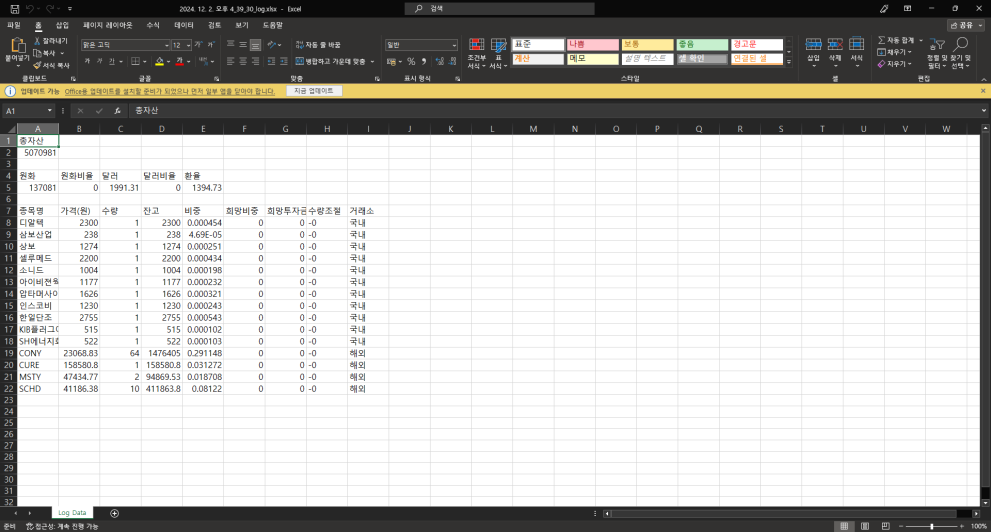 2024. 12. 2. 오후 4_39_30_log.xlsx - Excel
검색
파일 홈 삽입 페이지 레이아웃 수식 데이터 검토 보기 도움말 공유
붙여넣기 잘라내기 복사 서식 복사
맑은 고딕 12 가 가 가 가 가
자동 줄 바꿈
병합하고 가운데 맞춤
일반
조건부 서식 표 서식
표준 나쁨 보통 좋음 경고문
계산 메모 설명 텍스트 셀 확인 연결된 셀
삽입 삭제 서식
자동 합계 채우기 지우기
정렬 및 필터 찾기 및 선택
클립보드 글꼴 맞춤 표시 형식 스타일 셀 편집
업데이트 가능 Office용 업데이트를 설치할 준비가 되었으나 먼저 일부 앱을 닫아야 합니다. 지금 업데이트
A1 fx 종자산
A B C D E F G H I J K L M N O P Q R S T U V W
1 종자산
2 5070981
3
4 원화 원화비율 달러 달러비율 환율
5 137081 0 1991.31 0 1394.73
6
7 종목명 가격(원) 수량 잔고 비중 희망비중 희망투자금 수량조절 거래소
8 디알텍 2300 1 2300 0.000454 0 0 -0 국내
9 삼보산업 238 1 238 4.69E-05 0 0 -0 국내
10 상보 1274 1 1274 0.000251 0 0 -0 국내
11 셀루메드 2200 1 2200 0.000434 0 0 -0 국내
12 소니드 1004 1 1004 0.000198 0 0 -0 국내
13 아이비젼웍 1177 1 1177 0.000232 0 0 -0 국내
14 압타머사이 1626 1 1626 0.000321 0 0 -0 국내
15 인스코비 1230 1 1230 0.000243 0 0 -0 국내
16 한일단조 2755 1 2755 0.000543 0 0 -0 국내
17 KIB플러그 515 1 515 0.000102 0 0 -0 국내
18 SH에너지화 522 1 522 0.000103 0 0 -0 국내
19 CONY 23068.83 64 1476405 0.291148 0 0 -0 해외
20 CURE 158580.8 1 158580.8 0.031272 0 0 -0 해외
21 MSTY 47434.77 2 94869.53 0.018708 0 0 -0 해외
22 SCHD 41186.38 10 411863.8 0.08122 0 0 -0 해외
23
24
25
26
27
28
29
30
31
32
Log Data
준비 접근성: 계속 진행 가능 100%